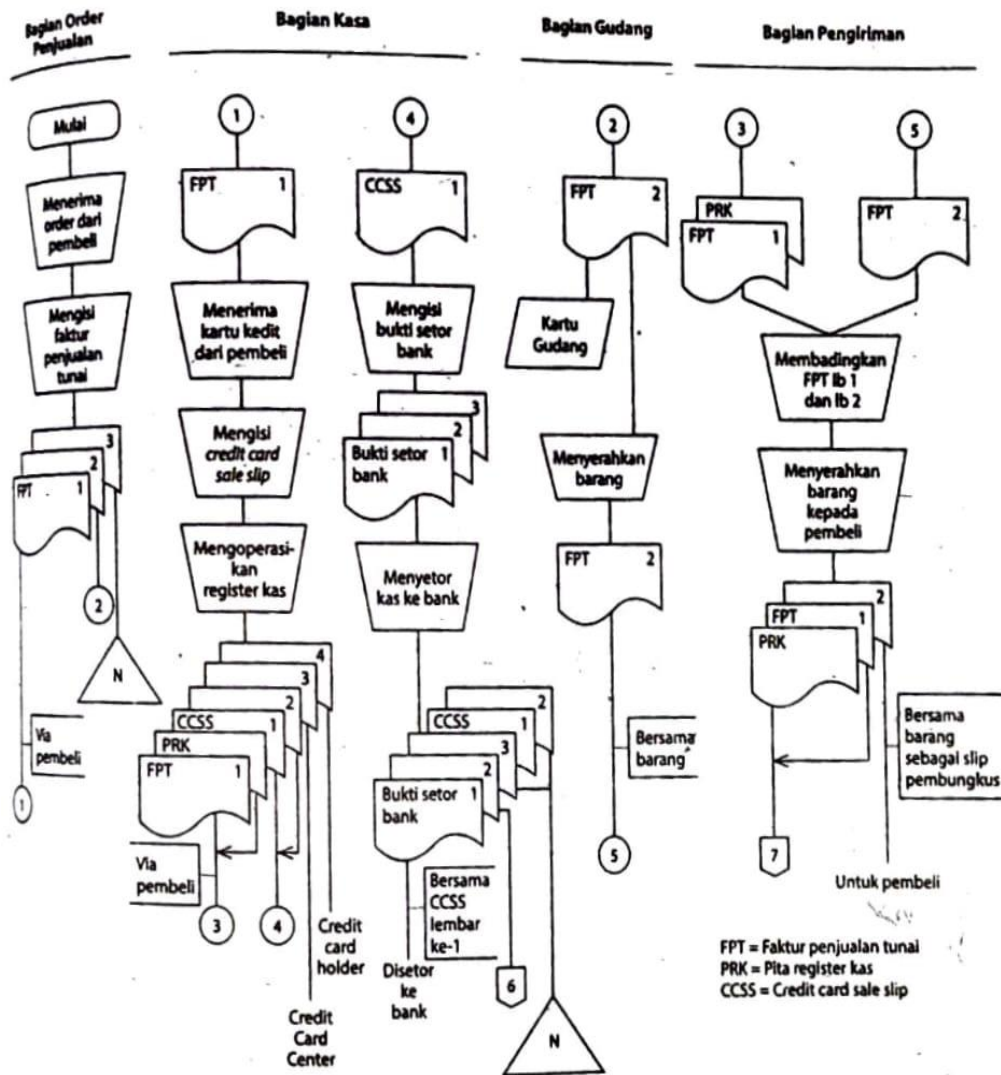 Bagian Order
Penjualan
Bagian Kasa
Bagian Gudang
Bagian Pengiriman
Mulai
Menerima
order dari
pembeli
Mengisi
faktur
penjualan
tunai
3
2
FPT 1
2
N
Via
pembeli
1
1
FPT 1
Menerima
kartu kedit
dari pembeli
Mengisi
credit card
sale slip
Mengoperasi-
kan
register kas
4
3
2
CCSS 1
PRK
FPT 1
Via
pembeli
3
4
Credit
card
holder
Credit
Card
Center
4
CCSS 1
Mengisi
bukti setor
bank
3
2
Bukti setor 1
bank
Menyetor
kas ke bank
2
CCSS 1
3
2
Bukti setor 1
bank
Bersama
CCSS
lembar
ke-1
Disetor
ke
bank
6
N
2
FPT 2
Kartu
Gudang
Menyerahkan
barang
FPT 2
Bersama
barang
5
3
5
PRK
FPT 1
FPT 2
Membadingkan
FPT lb 1
dan lb 2
Menyerahkan
barang
kepada
pembeli
2
FPT 1
PRK
Bersama
barang
sebagai slip
pembungkus
7
Untuk pembeli
FPT = Faktur penjualan tunai
PRK = Pita register kas
CCSS = Credit card sale slip